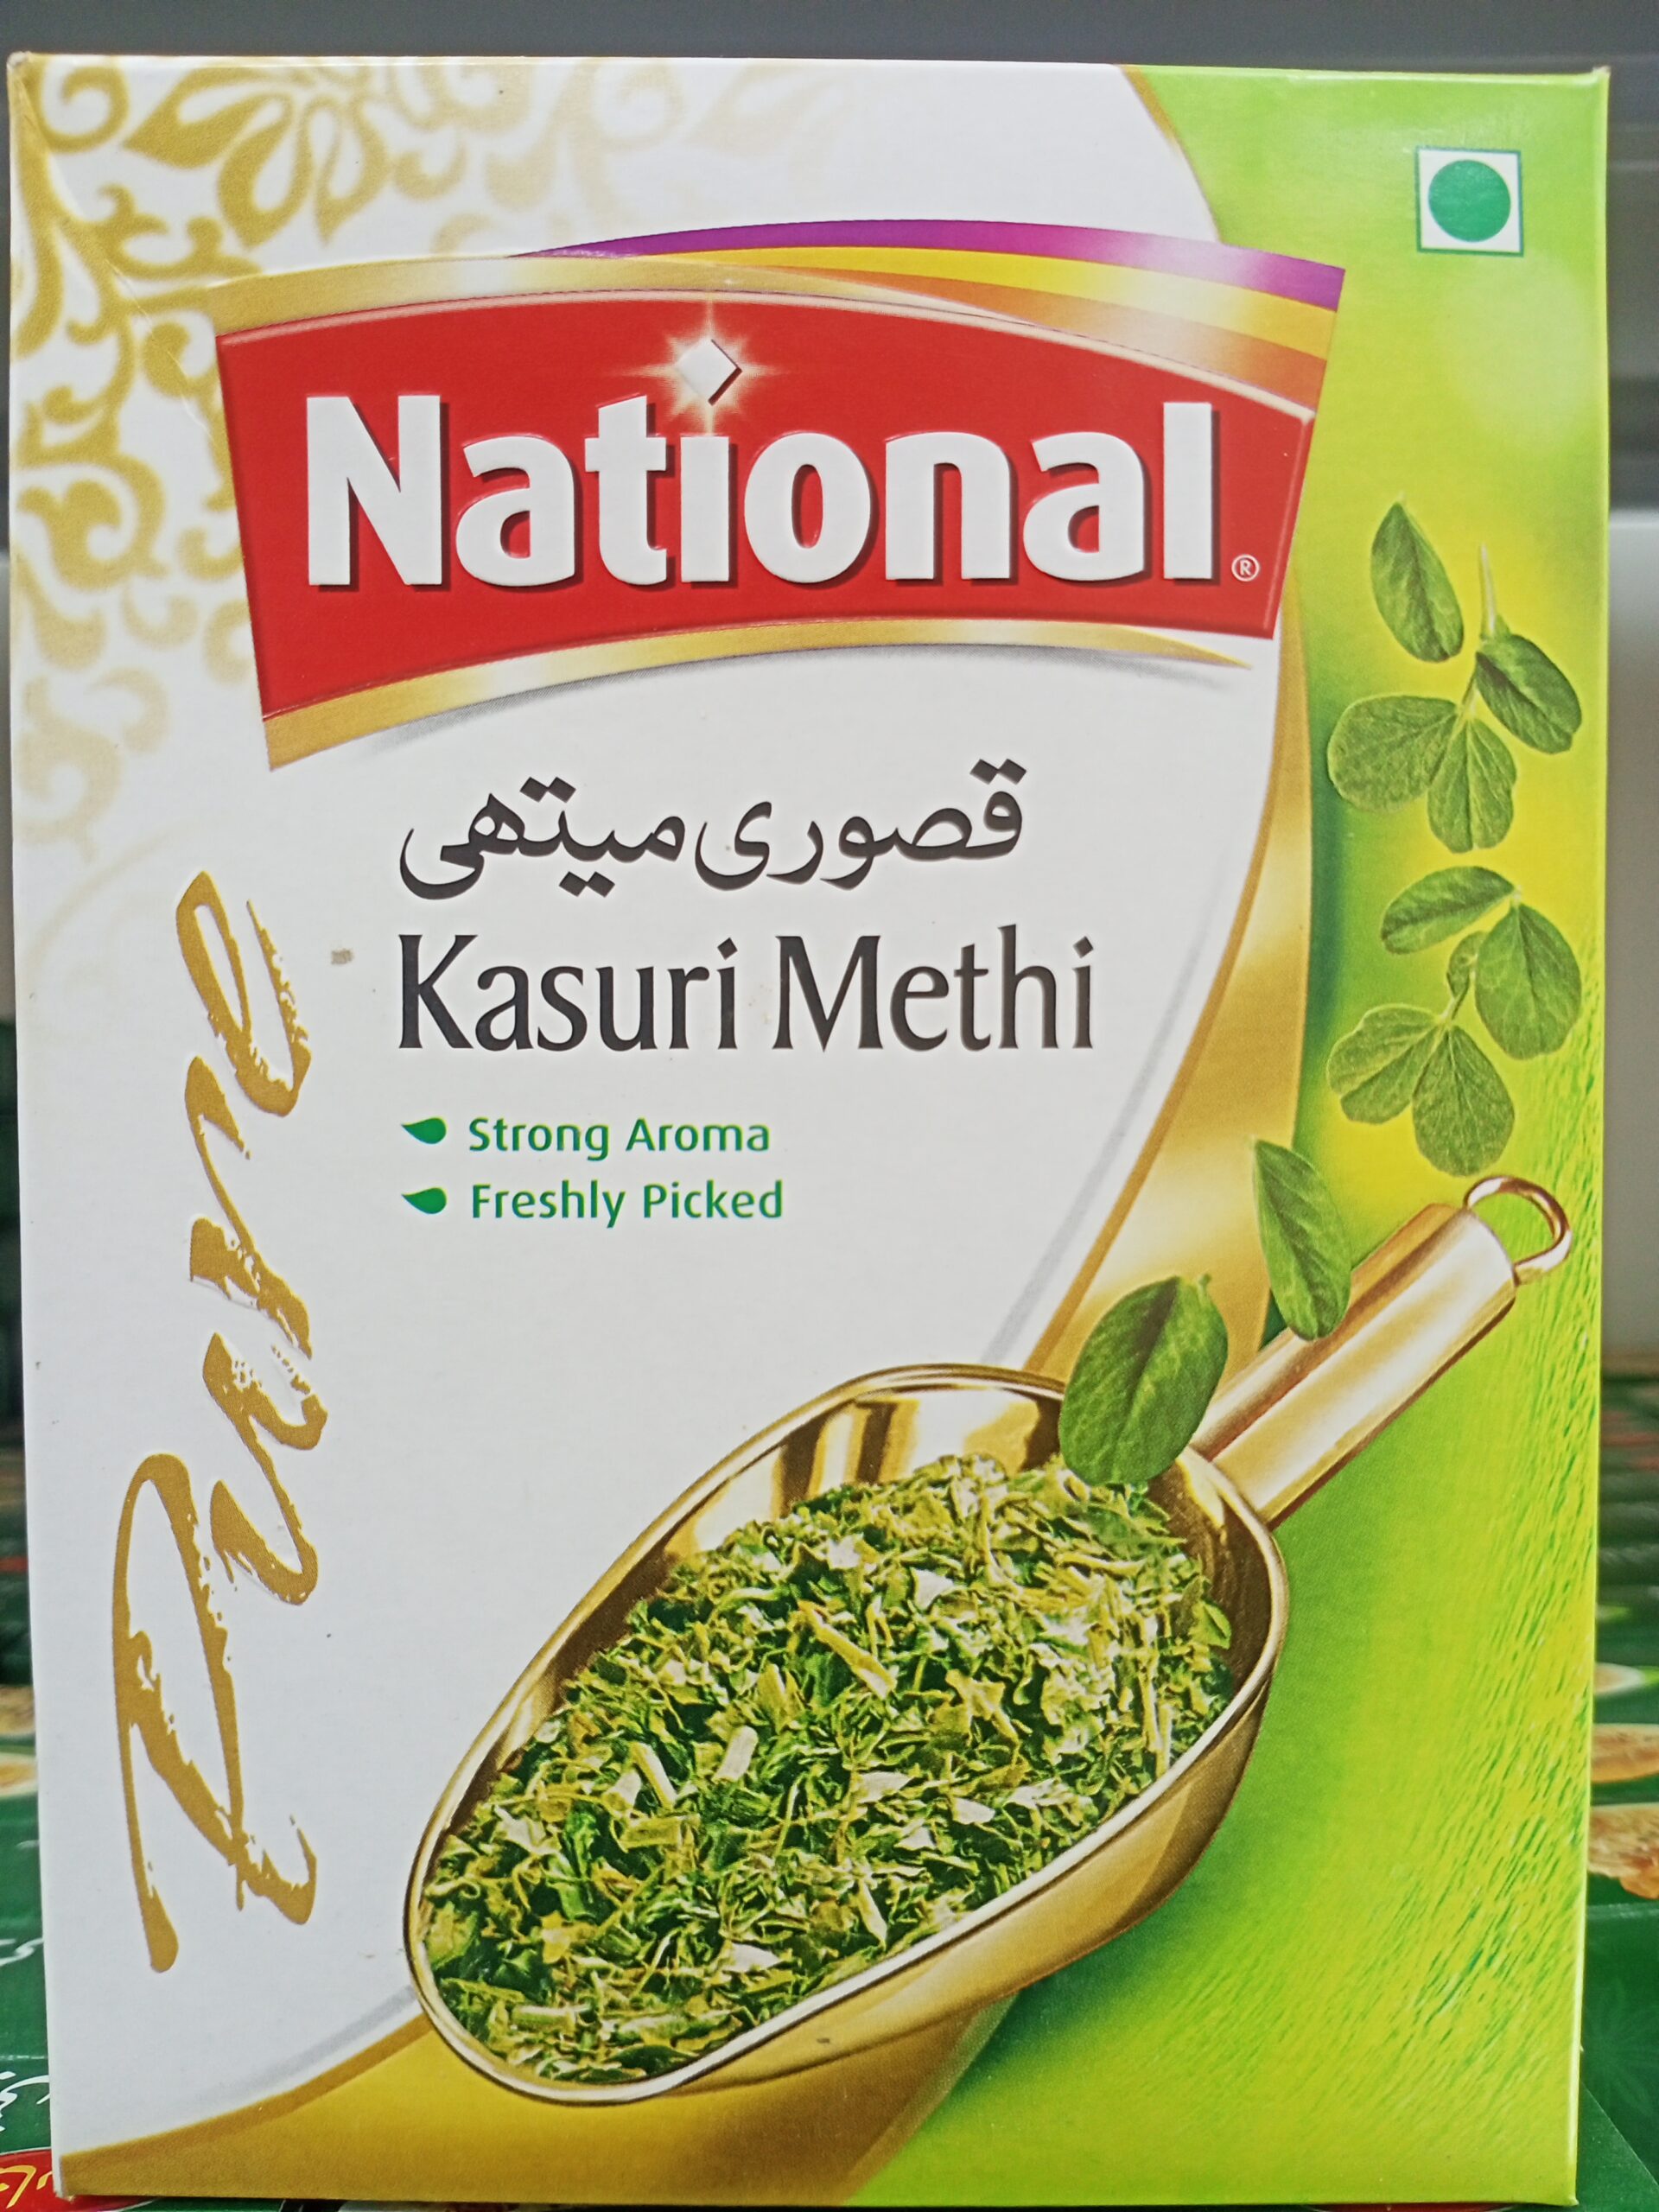 National®
قصوری میتھی
Kasuri Methi
Strong Aroma
Freshly Picked
Pure